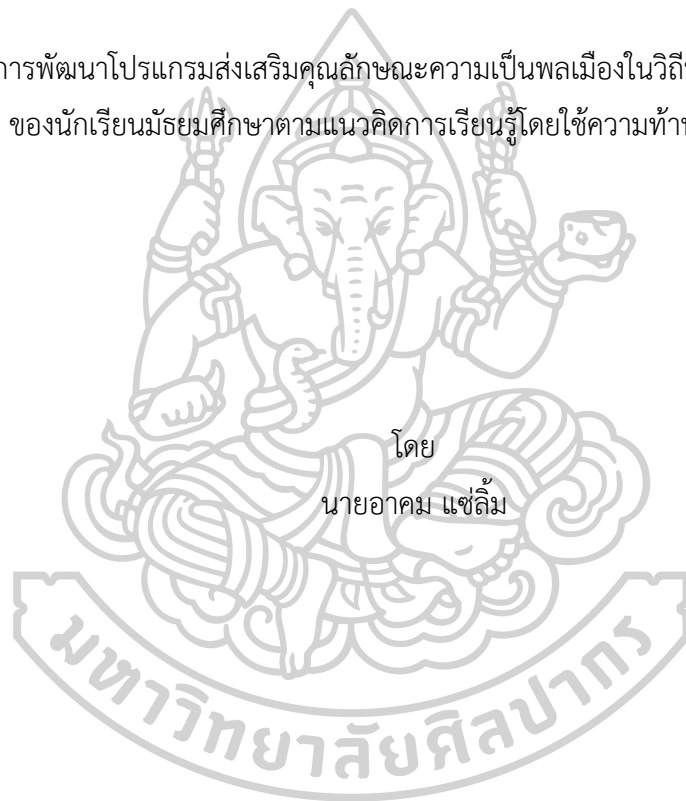 การพัฒนาโปรแกรมส่งเสริมคุณลักษณะความเป็นพลเมืองในวิถี
ของนักเรียนมัธยมศึกษาตามแนวคิดการเรียนรู้โดยใช้ความท้า
โดย
นายอาคม แซ่ลิ้ม
มหาวิทยาลัยศิลปากร